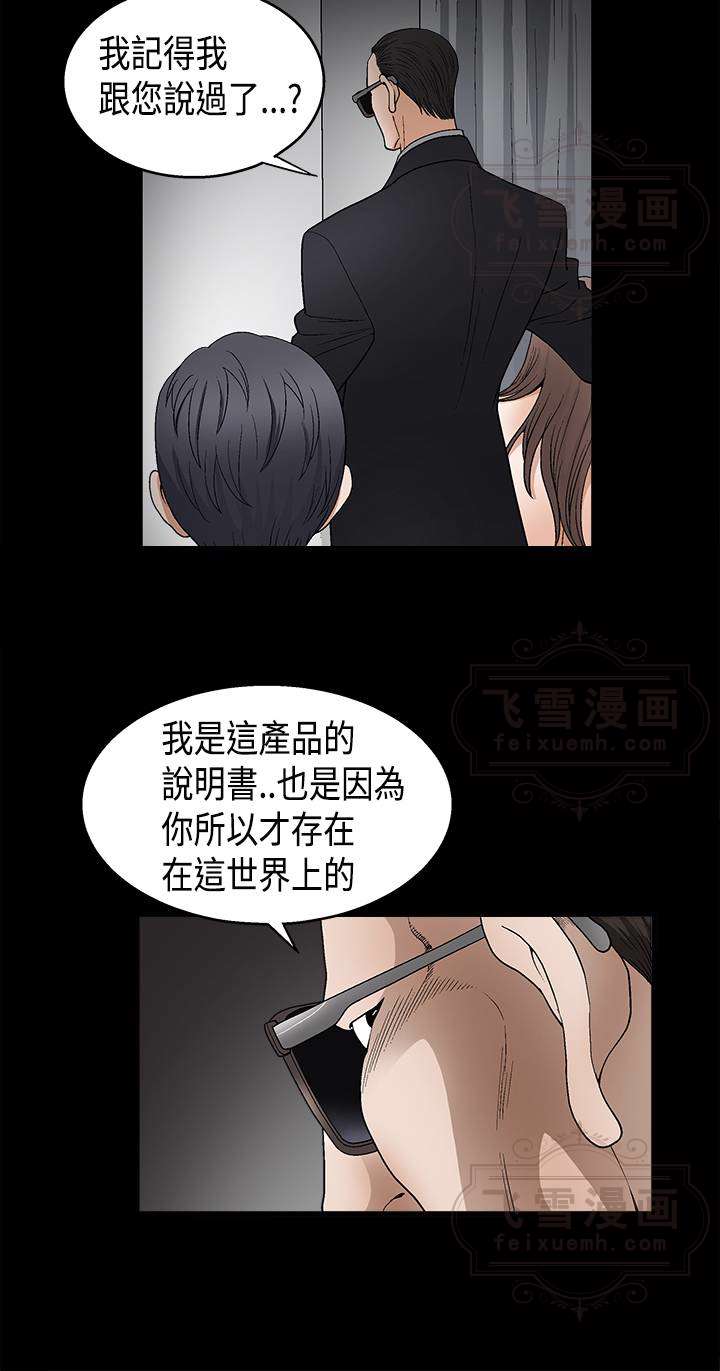 我記得我
跟您說過了...?
飞雪漫画
feixuemh.com
飞雪漫画
feixuemh.com
我是這產品的
說明書..也是因為
你所以才存在
在這世界上的
飞雪漫画
feixuemh.com